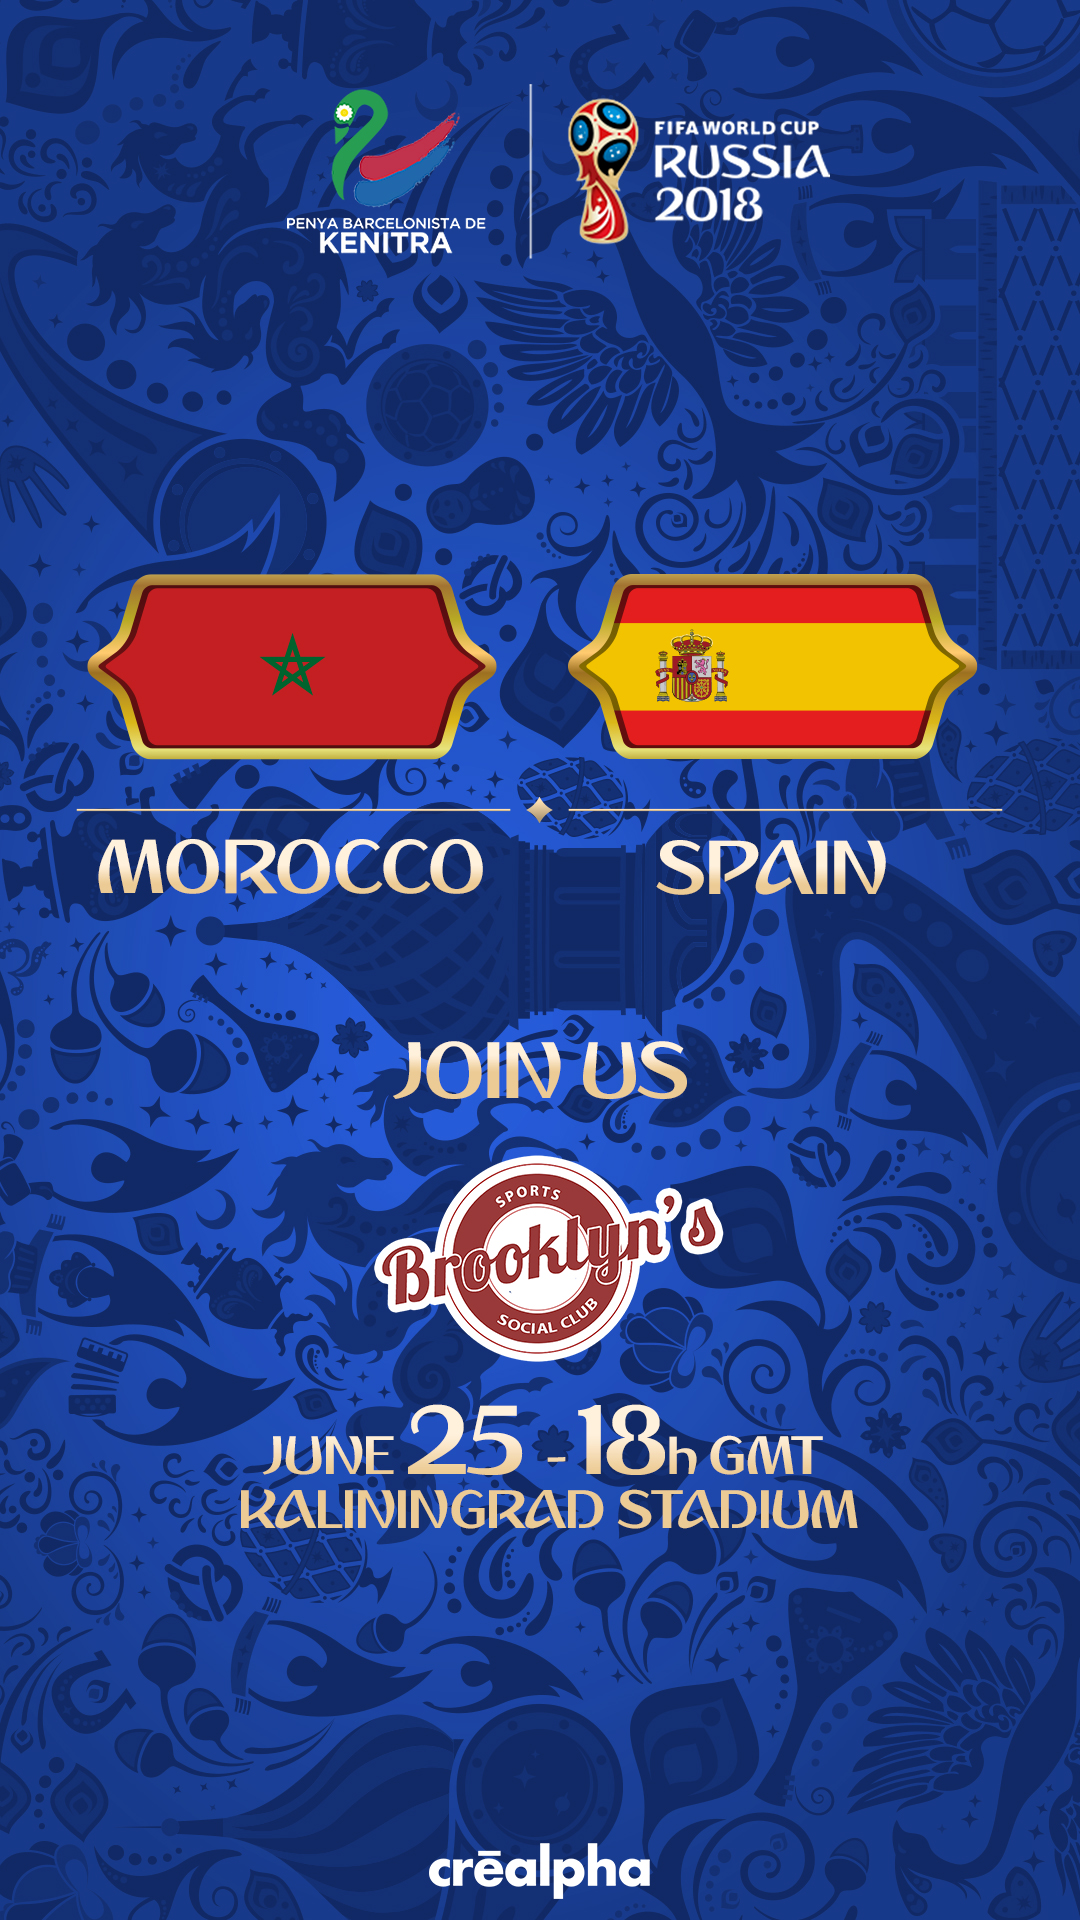 PENYA BARCELONISTA DE
KENITRA
FIFA WORLD CUP
RUSSIA
2018
MOROCCO
SPAIN
JOIN US
SPORTS
Brooklyn's
SOCIAL CLUB
JUNE 25 - 18h GMT
KALININGRAD STADIUM
crēalpha